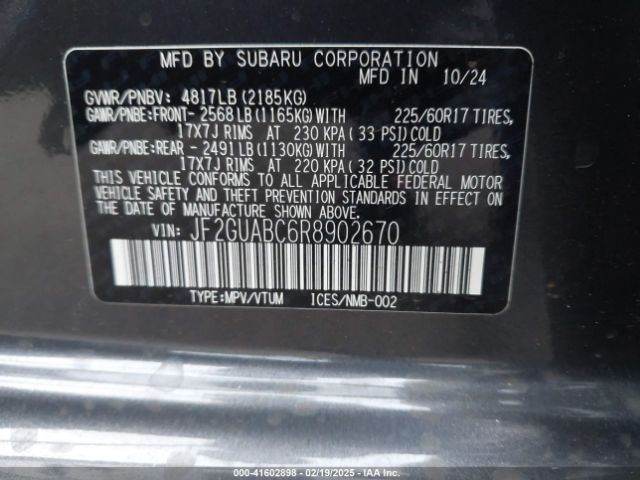 MFD BY SUBARU CORPORATION
MFD IN 10/24
GVWR/PNBV: 4817LB(2185KG)
GAWR/PNBE:FRONT- 2568LB(1165KG)WITH 225/60R17 TIRES,
17X7J RIMS AT 230 KPA(33 PSI)COLD
GAWR/PNBE:REAR - 2491LB(1130KG)WITH 225/60R17 TIRES,
17X7J RIMS AT 220 KPA(32 PSI)COLD
THIS VEHICLE CONFORMS TO ALL APPLICABLE FEDERAL MOTOR
VEHICLE SAFETY AND THEFT PREVENTION STANDARDS IN EFFECT
ON THE DATE OF MANUFACTURE SHOWN ABOVE.
VIN: JF2GUABC6R8902670
TYPE:MPV/VTUM ICES/NMB-002
000-41602898 - 02/19/2025 - IAA Inc.